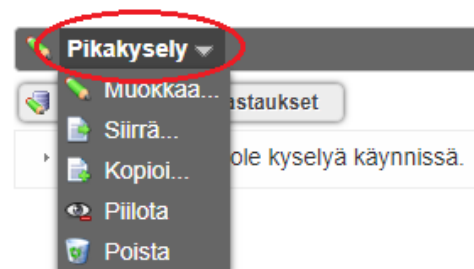 Pikakysely
Muokkaa...
astaukset
Siirrä...
ole kyselyä käynnissä.
Kopioi...
Piilota
Poista